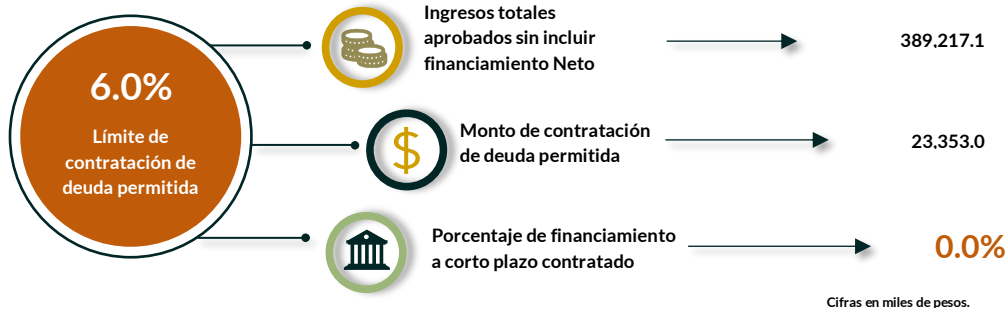 6.0%
Límite de
contratación de
deuda permitida
Ingresos totales
aprobados sin incluir
financiamiento Neto
389,217.1
$
Monto de contratación
de deuda permitida
23,353.0
Porcentaje de financiamiento
a corto plazo contratado
0.0%
Cifras en miles de pesos.